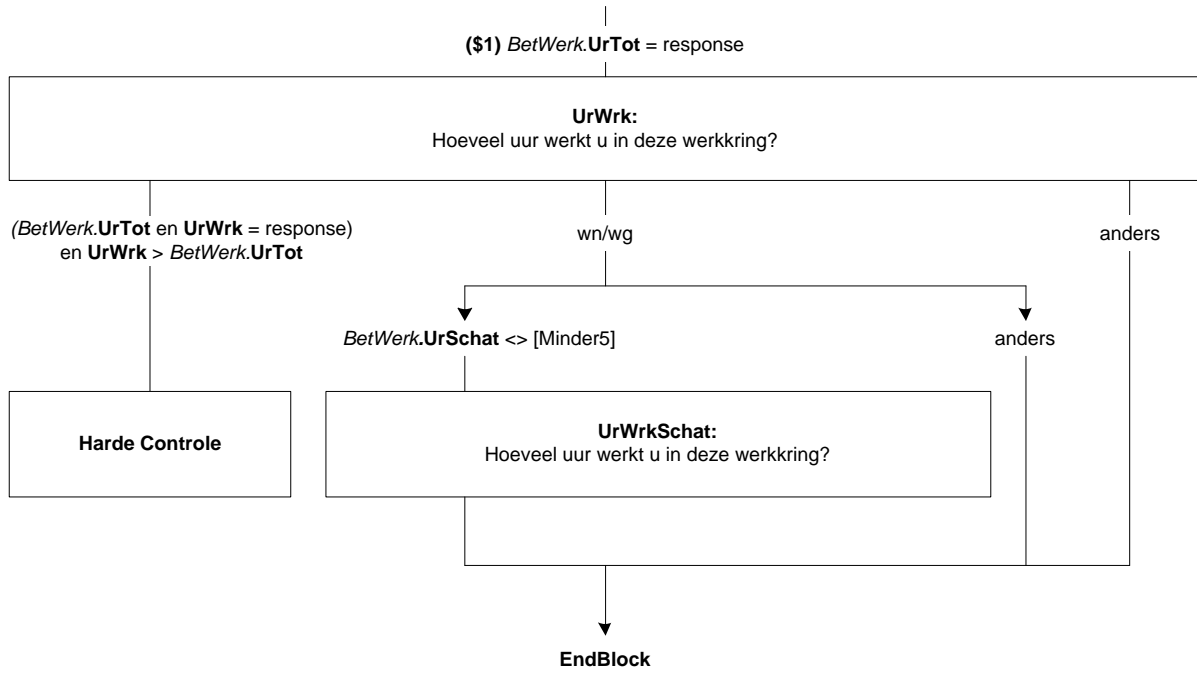 ($1) BetWerk.UrTot = response
UrWrk:
Hoeveel uur werkt u in deze werkkring?
(BetWerk.UrTot en UrWrk = response)
en UrWrk > BetWerk.UrTot
wn/wg
anders
BetWerk.UrSchat <> [Minder5]
anders
Harde Controle
UrWrkSchat:
Hoeveel uur werkt u in deze werkkring?
EndBlock